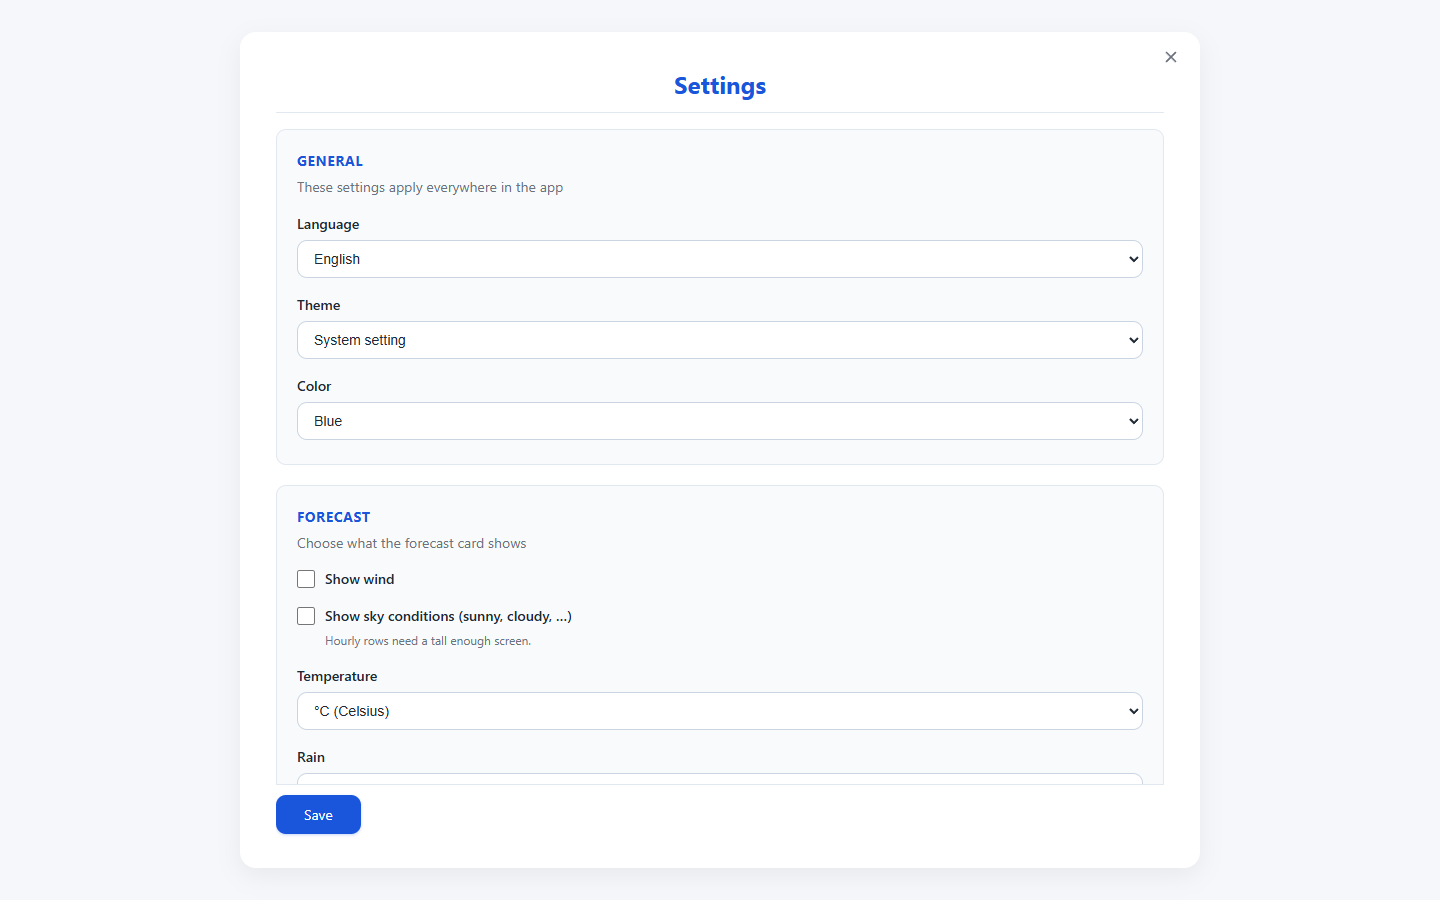 Settings
GENERAL
These settings apply everywhere in the app
Language
English
Theme
System setting
Color
Blue
FORECAST
Choose what the forecast card shows
Show wind
Show sky conditions (sunny, cloudy, ...)
Hourly rows need a tall enough screen.
Temperature
°C (Celsius)
Rain
Save